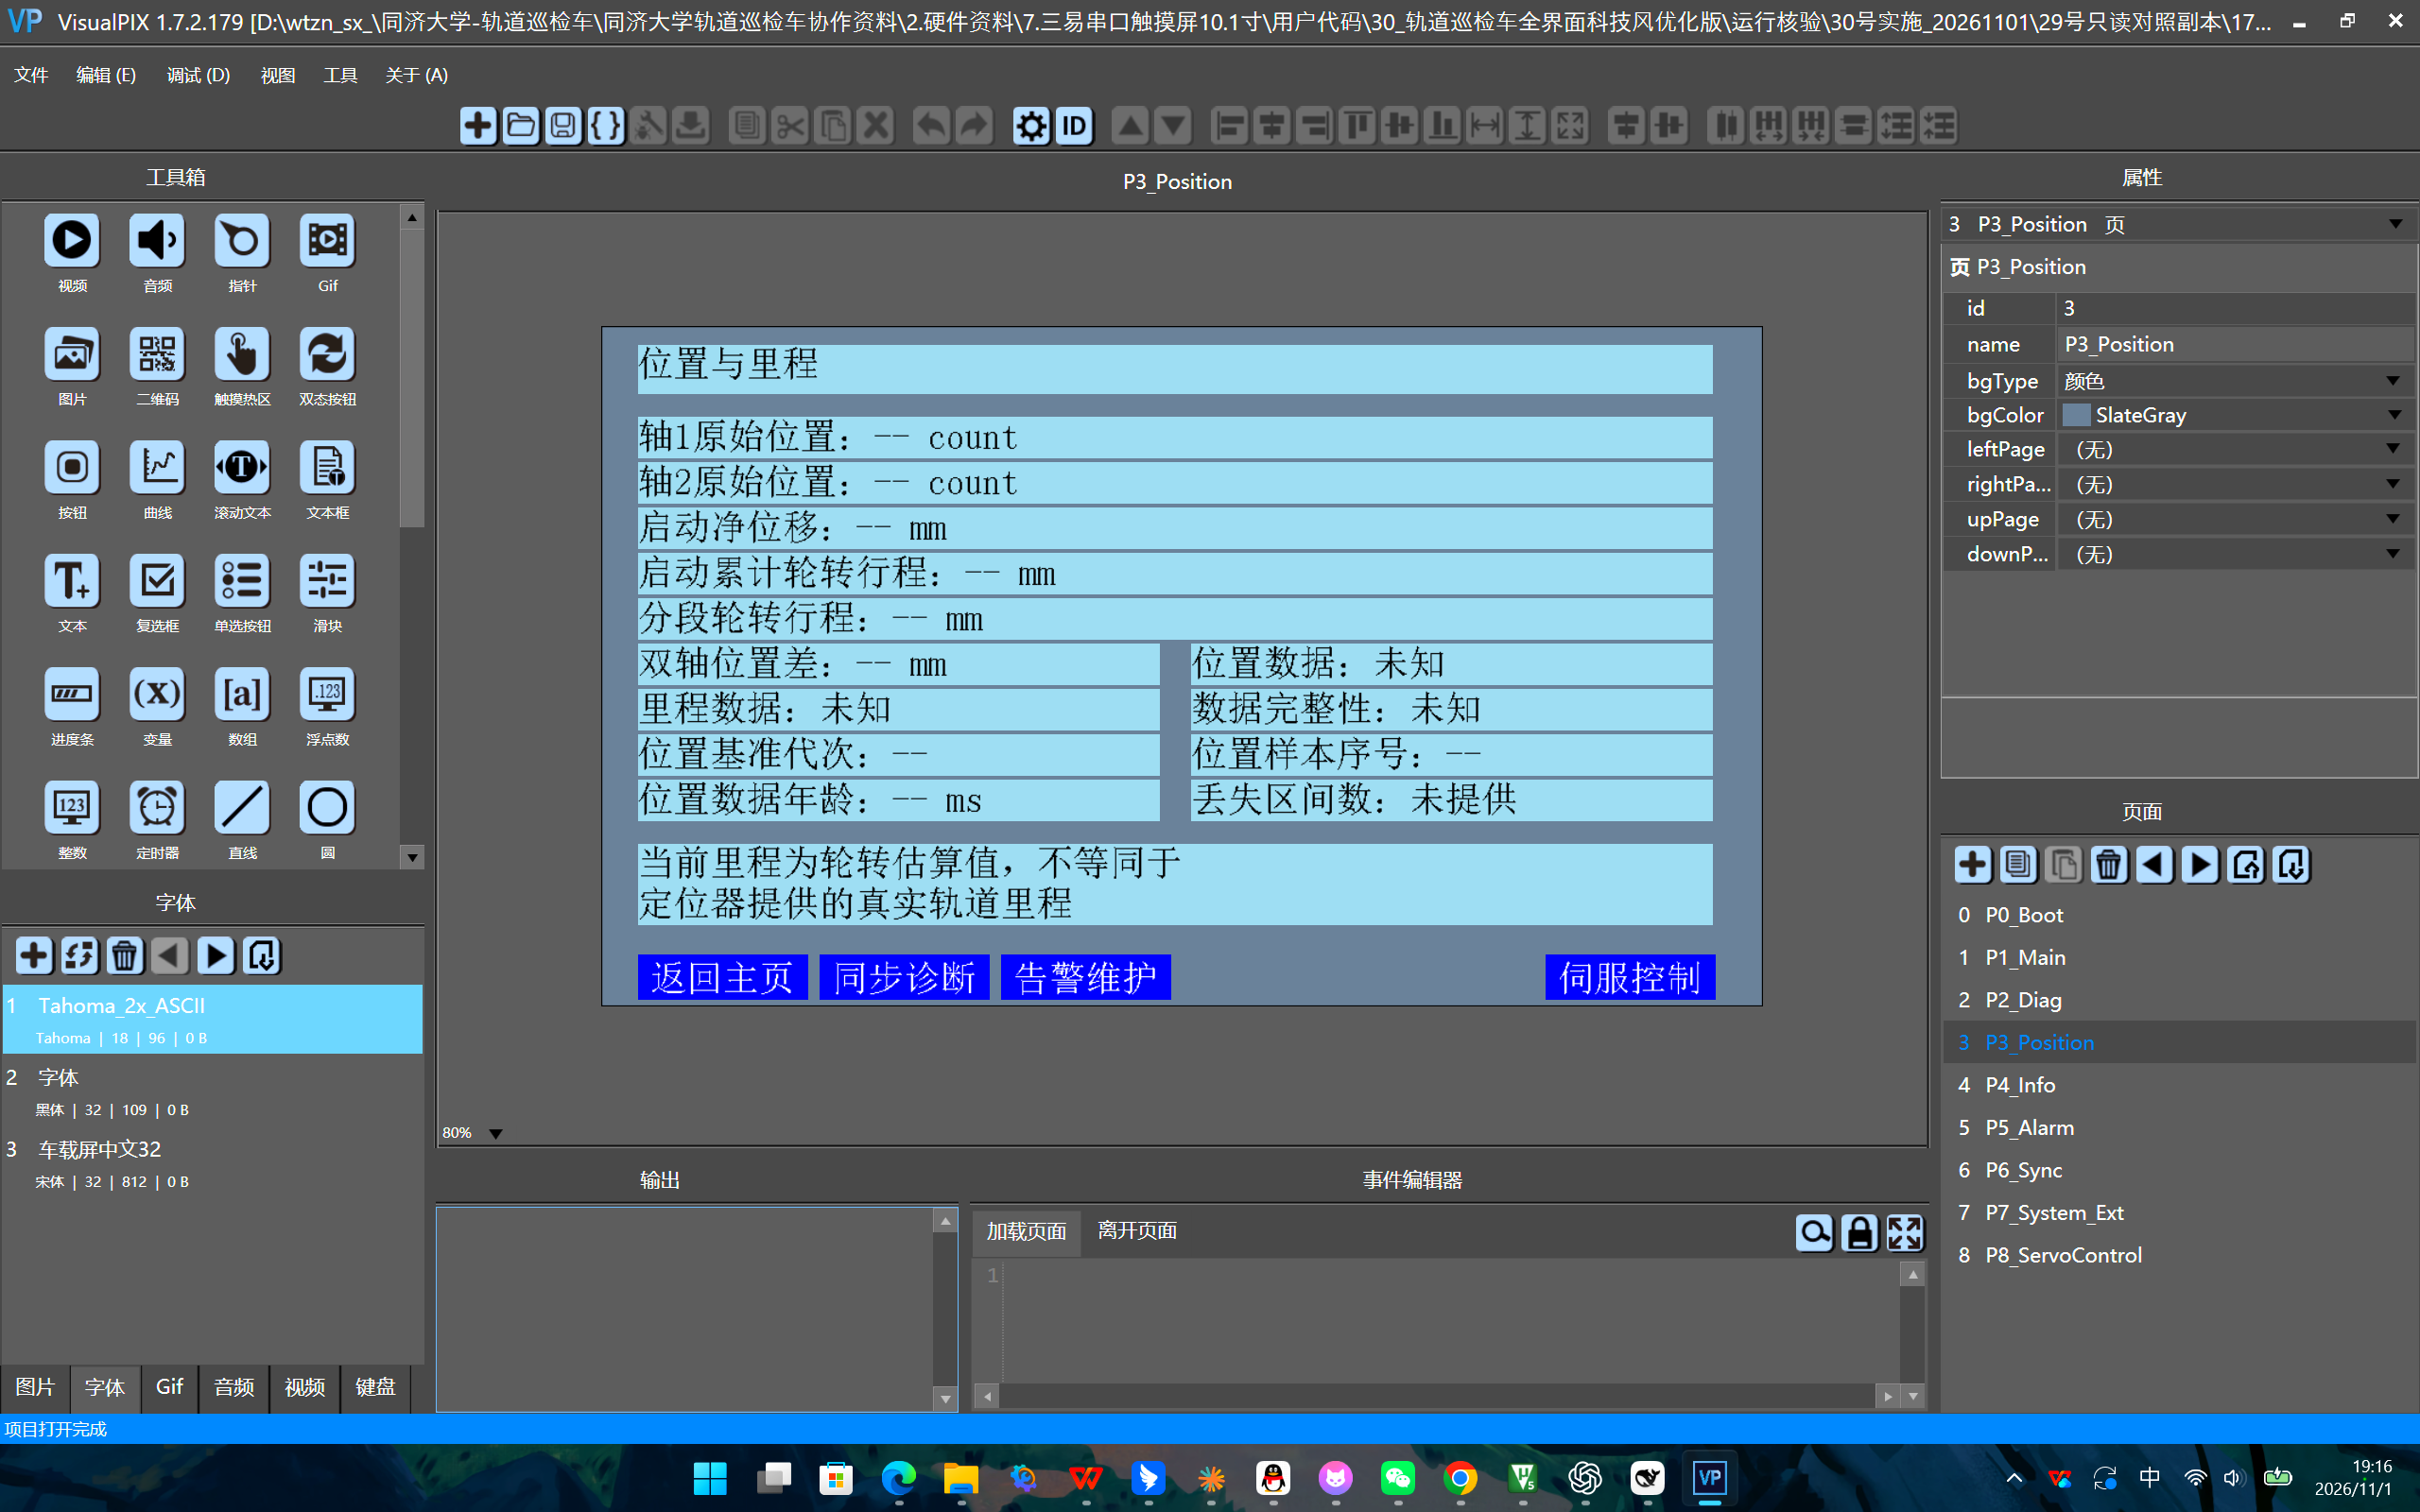 VP VisualPIX 1.7.2.179 [D:\wtzn_sx_\同济大学-轨道巡检车\同济大学轨道巡检车协作资料\2.硬件资料\7.三易串口触摸屏10.1寸\用户代码\30_轨道巡检车全界面科技风优化版\运行核验\30号实施_20261101\29号只读对照副本\17...
文件 编辑 (E) 调试 (D) 视图 工具 关于 (A)
ID
工具箱
视频 音频 指针 Gif
图片 二维码 触摸热区 双态按钮
按钮 曲线 滚动文本 文本框
文本 复选框 单选按钮 滑块
进度条 变量 数组 浮点数
整数 定时器 直线 圆
字体
1 Tahoma_2x_ASCII
Tahoma | 18 | 96 | 0 B
2 字体
黑体 | 32 | 109 | 0 B
3 车载屏中文32
宋体 | 32 | 812 | 0 B
图片 字体 Gif 音频 视频 键盘
项目打开完成
P3_Position
位置与里程
轴1原始位置：-- count
轴2原始位置：-- count
启动净位移：-- mm
启动累计轮转行程：-- mm
分段轮转行程：-- mm
双轴位置差：-- mm 位置数据：未知
里程数据：未知 数据完整性：未知
位置基准代次：-- 位置样本序号：--
位置数据年龄：-- ms 丢失区间数：未提供
当前里程为轮转估算值，不等同于
定位器提供的真实轨道里程
返回主页 同步诊断 告警维护 伺服控制
80%
输出
事件编辑器
加载页面 离开页面
1
属性
3 P3_Position 页
页 P3_Position
id 3
name P3_Position
bgType 颜色
bgColor SlateGray
leftPage (无)
rightPa... (无)
upPage (无)
downP... (无)
页面
0 P0_Boot
1 P1_Main
2 P2_Diag
3 P3_Position
4 P4_Info
5 P5_Alarm
6 P6_Sync
7 P7_System_Ext
8 P8_ServoControl
VP
中
19:16
2026/11/1